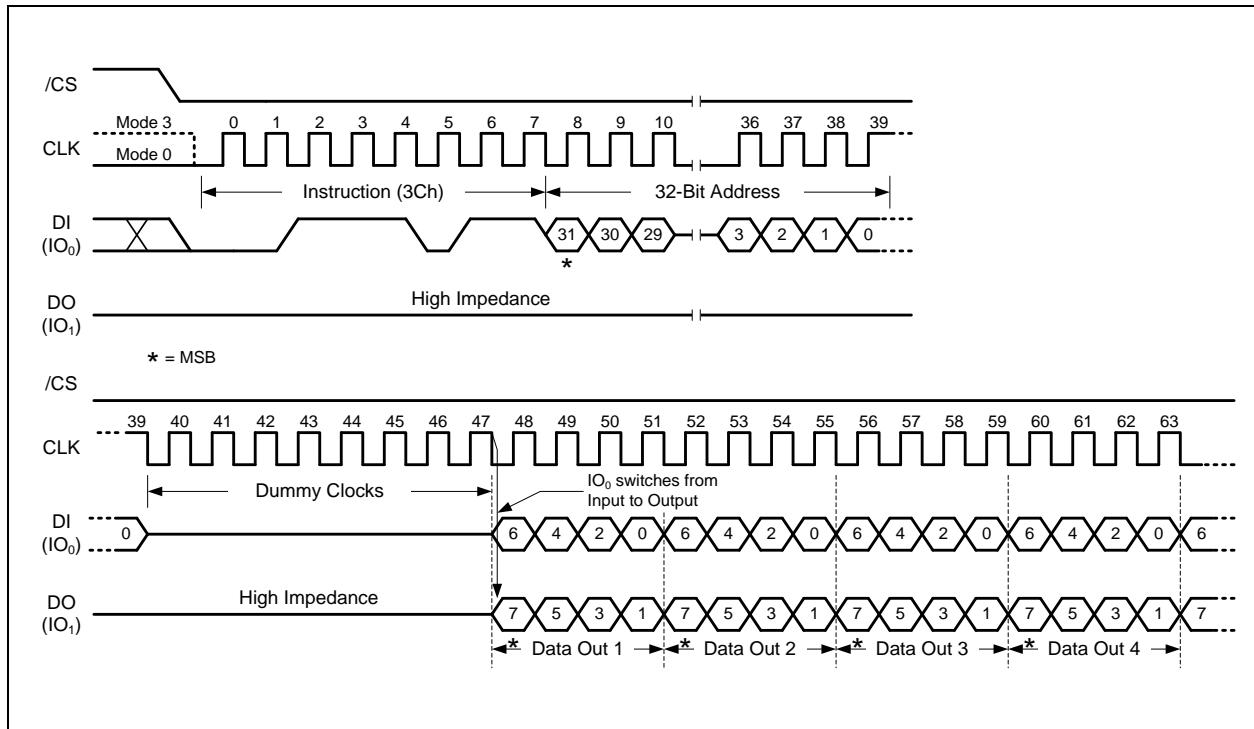 /CS
Mode 3 0 1 2 3 4 5 6 7 8 9 10 36 37 38 39
CLK
Mode 0
Instruction (3Ch) 32-Bit Address
DI
(IO₀)
31 30 29 3 2 1 0
*
High Impedance
DO
(IO₁)
* = MSB
/CS
39 40 41 42 43 44 45 46 47 48 49 50 51 52 53 54 55 56 57 58 59 60 61 62 63
CLK
Dummy Clocks
IO₀ switches from
Input to Output
DI
(IO₀)
0 6 4 2 0 6 4 2 0 6 4 2 0 6 4 2 0 6
High Impedance
DO
(IO₁)
7 5 3 1 7 5 3 1 7 5 3 1 7 5 3 1 7
* Data Out 1 * Data Out 2 * Data Out 3 * Data Out 4